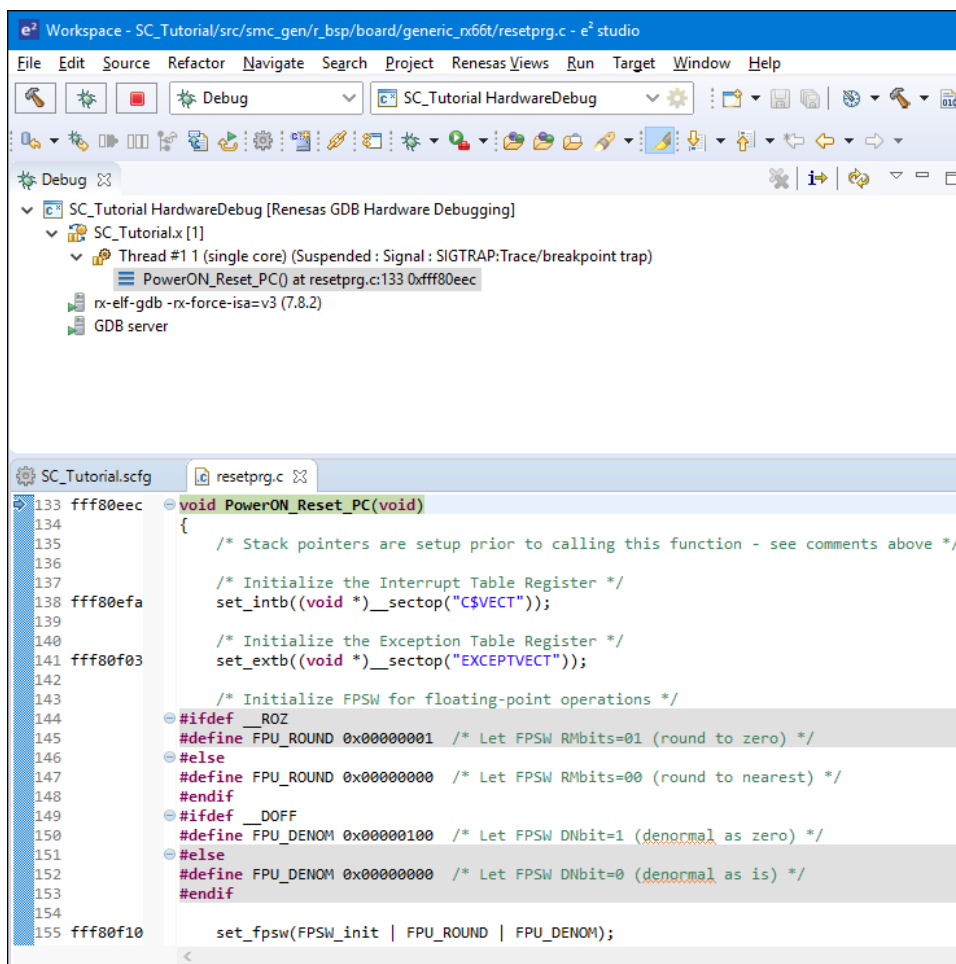 e² Workspace - SC_Tutorial/src/smc_gen/r_bsp/board/generic_rx66t/resetprg.c - e² studio
File Edit Source Refactor Navigate Search Project Renesas Views Run Target Window Help
Debug SC_Tutorial HardwareDebug 010
Debug
SC_Tutorial HardwareDebug [Renesas GDB Hardware Debugging]
SC_Tutorial.x [1]
Thread #1 1 (single core) (Suspended : Signal : SIGTRAP:Trace/breakpoint trap)
PowerON_Reset_PC() at resetprg.c:133 0xfff80eec
rx-elf-gdb -rx-force-isa=v3 (7.8.2)
GDB server
SC_Tutorial.scfg resetprg.c
133 fff80eec void PowerON_Reset_PC(void)
134 {
135 /* Stack pointers are setup prior to calling this function - see comments above */
136
137 /* Initialize the Interrupt Table Register */
138 fff80efa set_intb((void *)__sectop("C$VECT"));
139
140 /* Initialize the Exception Table Register */
141 fff80f03 set_extb((void *)__sectop("EXCEPTVECT"));
142
143 /* Initialize FPSW for floating-point operations */
144 #ifdef __ROZ
145 #define FPU_ROUND 0x00000001 /* Let FPSW RMbits=01 (round to zero) */
146 #else
147 #define FPU_ROUND 0x00000000 /* Let FPSW RMbits=00 (round to nearest) */
148 #endif
149 #ifdef __DOFF
150 #define FPU_DENOM 0x00000100 /* Let FPSW DNbit=1 (denormal as zero) */
151 #else
152 #define FPU_DENOM 0x00000000 /* Let FPSW DNbit=0 (denormal as is) */
153 #endif
154
155 fff80f10 set_fpsw(FPSW_init | FPU_ROUND | FPU_DENOM);